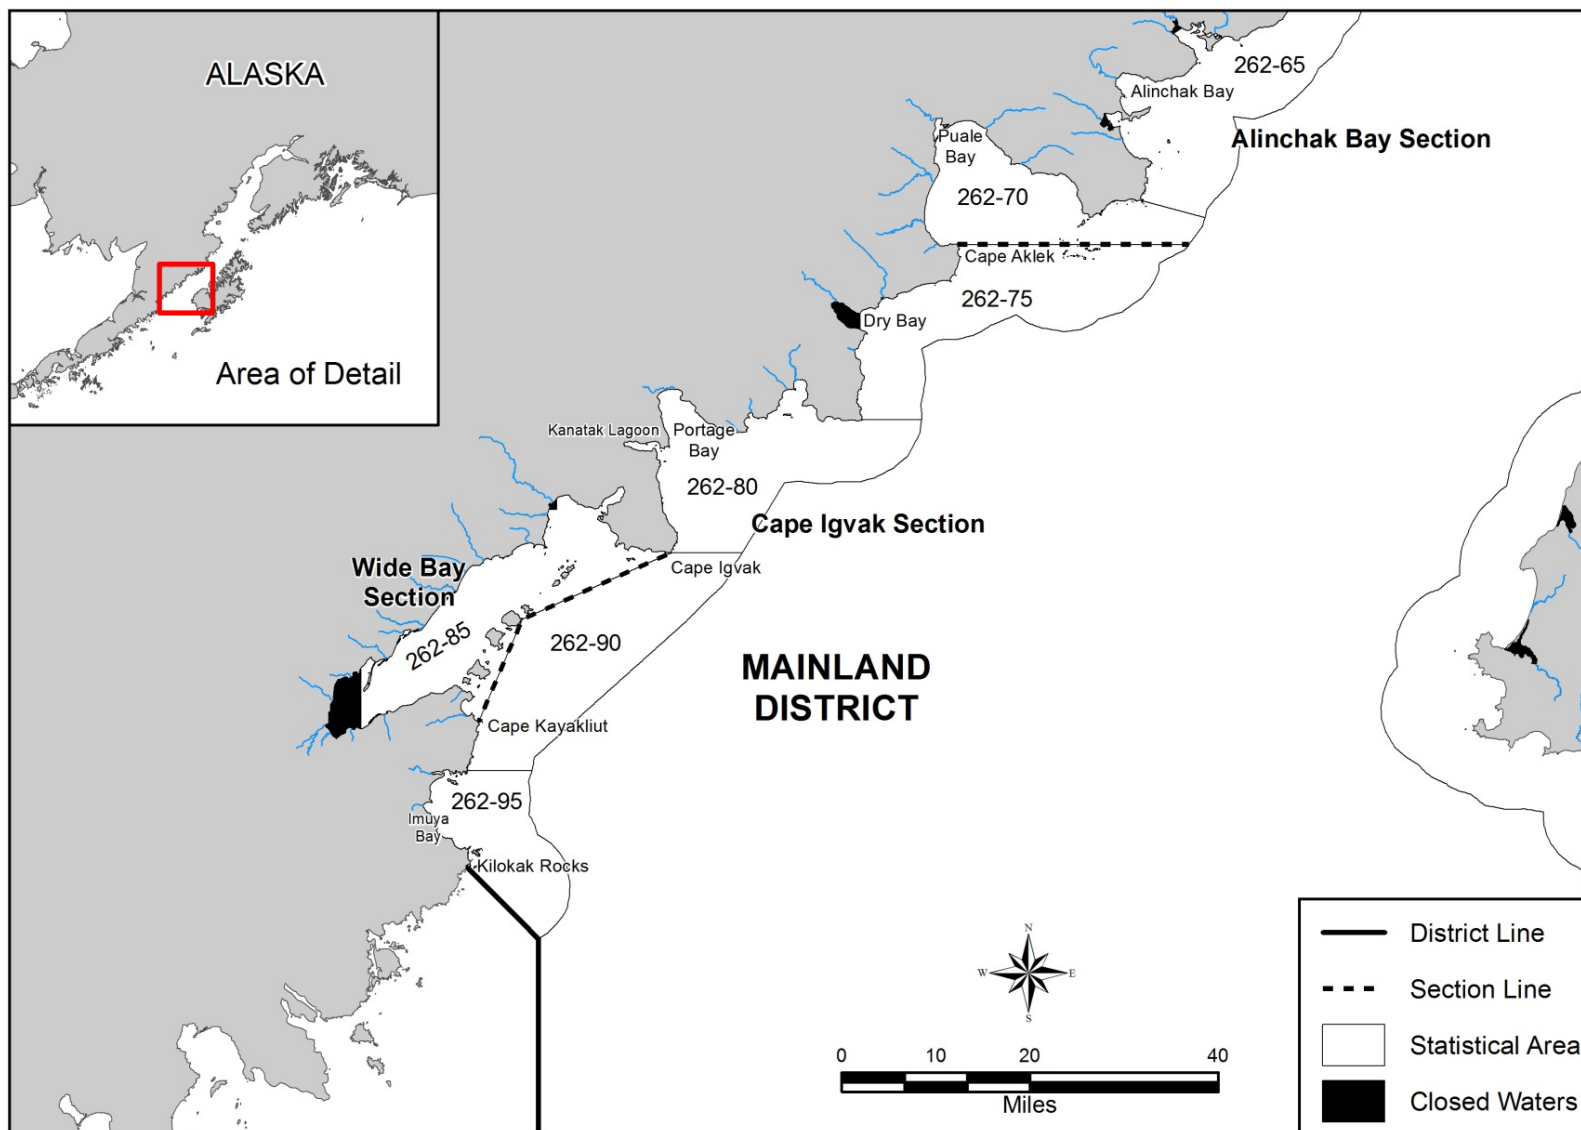 ALASKA
Area of Detail
262-65
Alinchak Bay
Alinchak Bay Section
Puale
Bay
262-70
Cape Aklek
262-75
Dry Bay
Kanatak Lagoon
Portage
Bay
262-80
Cape Igvak Section
Cape Igvak
Wide Bay
Section
262-85
262-90
MAINLAND
DISTRICT
Cape Kayakliut
262-95
Imuya
Bay
Kilokak Rocks
N
W
E
S
0 10 20 40
Miles
District Line
Section Line
Statistical Area
Closed Waters